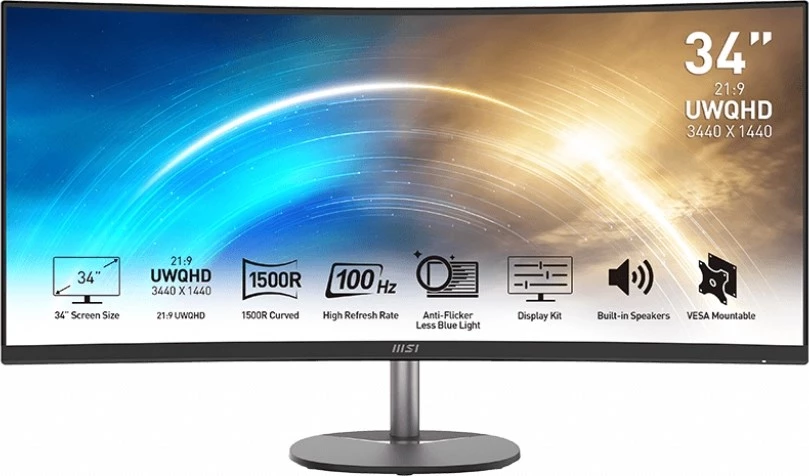 34”
21:9
UWQHD
3440 X 1440
34”
34” Screen Size
21:9
UWQHD
3440 X 1440
21:9 UWQHD
1500R
1500R Curved
100Hz
High Refresh Rate
Anti-Flicker
Less Blue Light
Display Kit
Built-in Speakers
VESA Mountable
msi